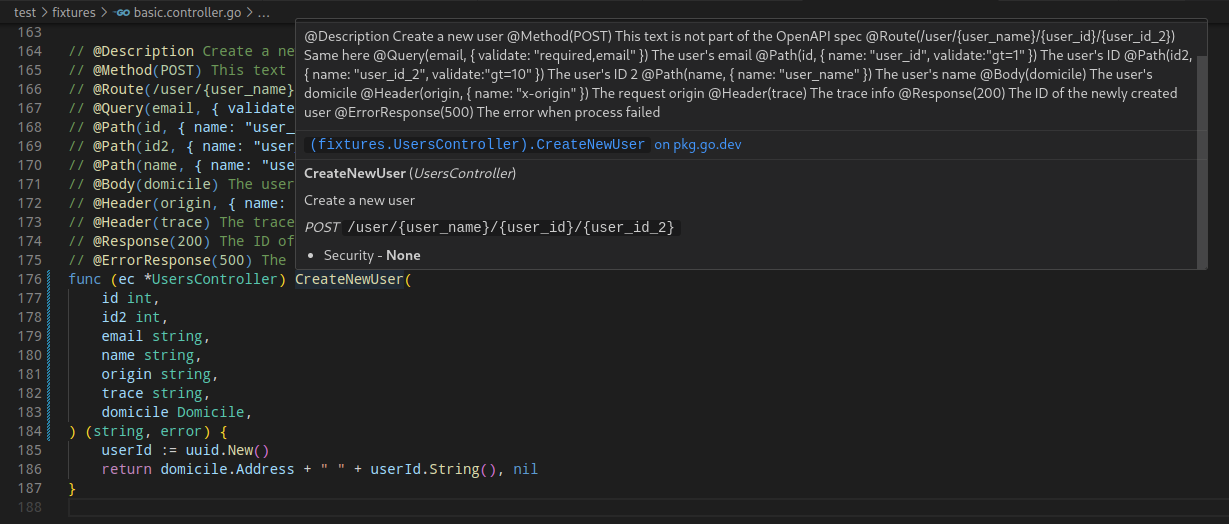 test > fixtures > GO basic.controller.go > ...
163
164 // @Description Create a ne
165 // @Method(POST) This text
166 // @Route(/user/{user_name}
167 // @Query(email, { validate
168 // @Path(id, { name: "user_
169 // @Path(id2, { name: "user
170 // @Path(name, { name: "use
171 // @Body(domicile) The user
172 // @Header(origin, { name:
173 // @Header(trace) The trace
174 // @Response(200) The ID of
175 // @ErrorResponse(500) The
@Description Create a new user @Method(POST) This text is not part of the OpenAPI spec @Route(/user/{user_name}/{user_id}/{user_id_2})
Same here @Query(email, { validate: "required,email" }) The user's email @Path(id, { name: "user_id", validate:"gt=1" }) The user's ID @Path(id2,
{ name: "user_id_2", validate:"gt=10" }) The user's ID 2 @Path(name, { name: "user_name" }) The user's name @Body(domicile) The user's
domicile @Header(origin, { name: "x-origin" }) The request origin @Header(trace) The trace info @Response(200) The ID of the newly created
user @ErrorResponse(500) The error when process failed
(fixtures.UsersController).CreateNewUser on pkg.go.dev
CreateNewUser (UsersController)
Create a new user
POST /user/{user_name}/{user_id}/{user_id_2}
• Security - None
176 func (ec *UsersController) CreateNewUser(
177 id int,
178 id2 int,
179 email string,
180 name string,
181 origin string,
182 trace string,
183 domicile Domicile,
184 ) (string, error) {
185 userId := uuid.New()
186 return domicile.Address + " " + userId.String(), nil
187 }
188